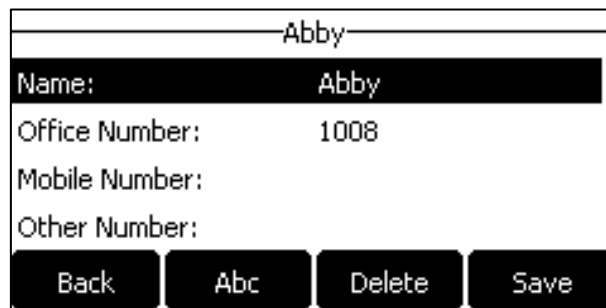 Abby
Name: Abby
Office Number: 1008
Mobile Number:
Other Number:
Back Abc Delete Save